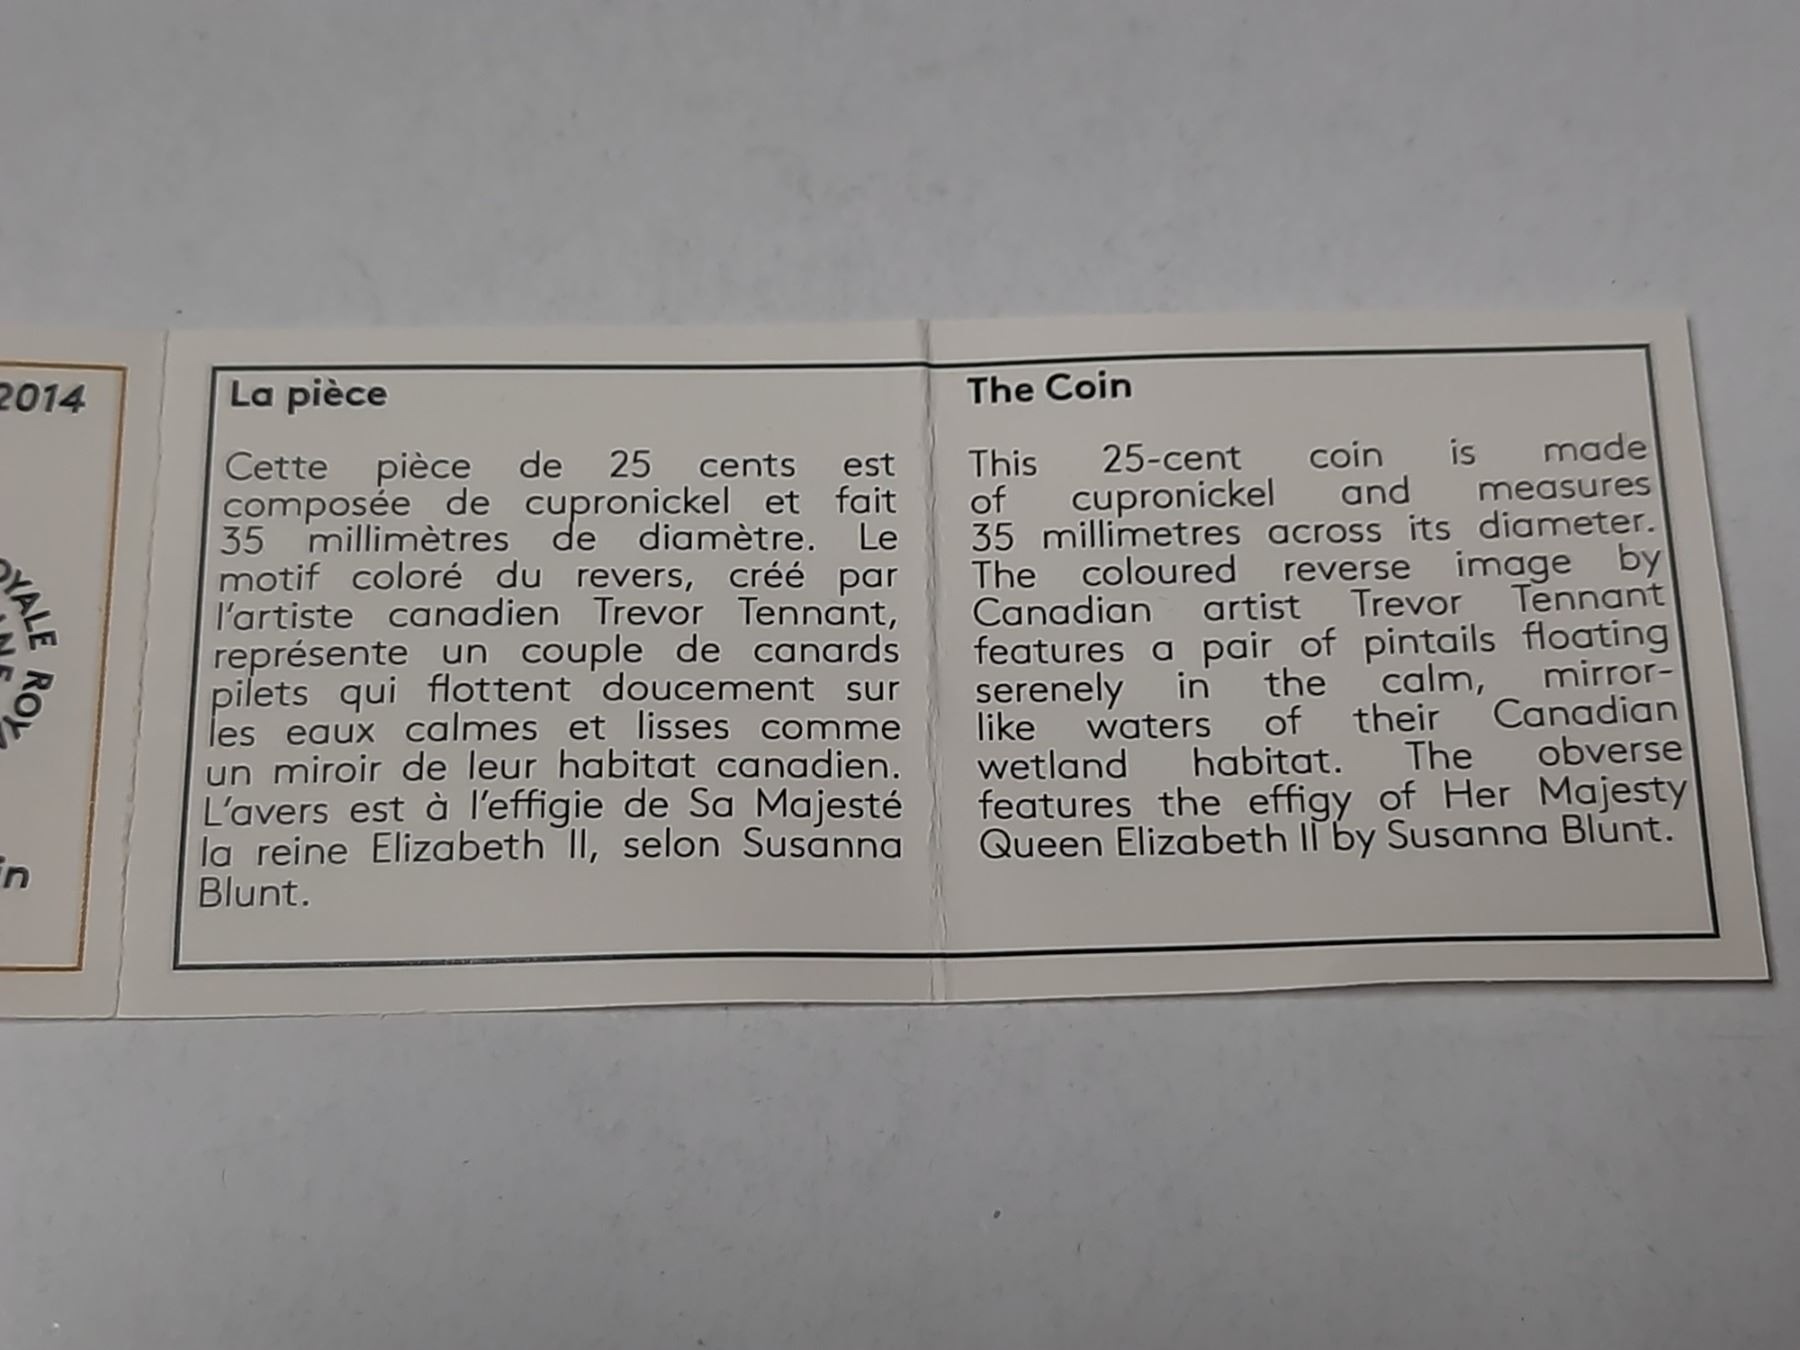 2014
ROYALE ROY
in
La pièce
Cette pièce de 25 cents est
composée de cupronickel et fait
35 millimètres de diamètre. Le
motif coloré du revers, créé par
l'artiste canadien Trevor Tennant,
représente un couple de canards
pilets qui flottent doucement sur
les eaux calmes et lisses comme
un miroir de leur habitat canadien.
L'avers est à l'effigie de Sa Majesté
la reine Elizabeth II, selon Susanna
Blunt.
The Coin
This 25-cent coin is made
of cupronickel and measures
35 millimetres across its diameter.
The coloured reverse image by
Canadian artist Trevor Tennant
features a pair of pintails floating
serenely in the calm, mirror-
like waters of their Canadian
wetland habitat. The obverse
features the effigy of Her Majesty
Queen Elizabeth II by Susanna Blunt.